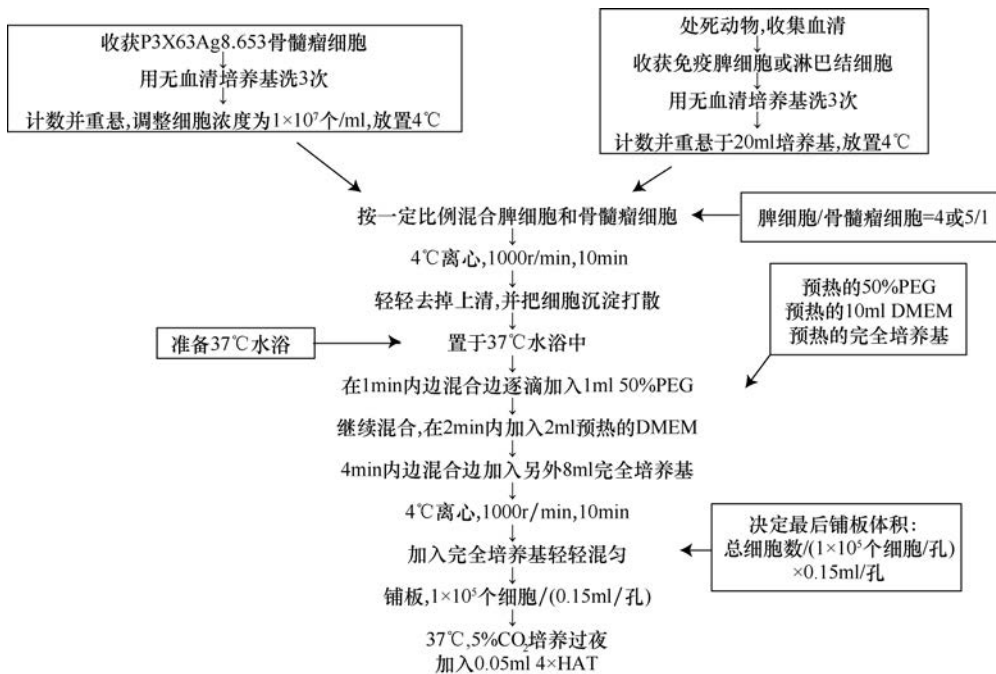 收获P3X63Ag8.653骨髓瘤细胞
用无血清培养基洗3次
计数并重悬,调整细胞浓度为1×10⁷个/ml,放置4℃
处死动物,收集血清
收获免疫脾细胞或淋巴结细胞
用无血清培养基洗3次
计数并重悬于20ml培养基,放置4℃
按一定比例混合脾细胞和骨髓瘤细胞
脾细胞/骨髓瘤细胞=4或5/1
4℃离心,1000r/min,10min
轻轻去掉上清,并把细胞沉淀打散
预热的50%PEG
预热的10ml DMEM
预热的完全培养基
准备37℃水浴
置于37℃水浴中
在1min内边混合边逐滴加入1ml 50%PEG
继续混合,在2min内加入2ml预热的DMEM
4min内边混合边加入另外8ml完全培养基
4℃离心,1000r/min,10min
决定最后铺板体积:
总细胞数/(1×10⁵个细胞/孔)
×0.15ml/孔
加入完全培养基轻轻混匀
铺板,1×10⁵个细胞/(0.15ml/孔)
37℃,5%CO₂培养过夜
加入0.05ml 4×HAT